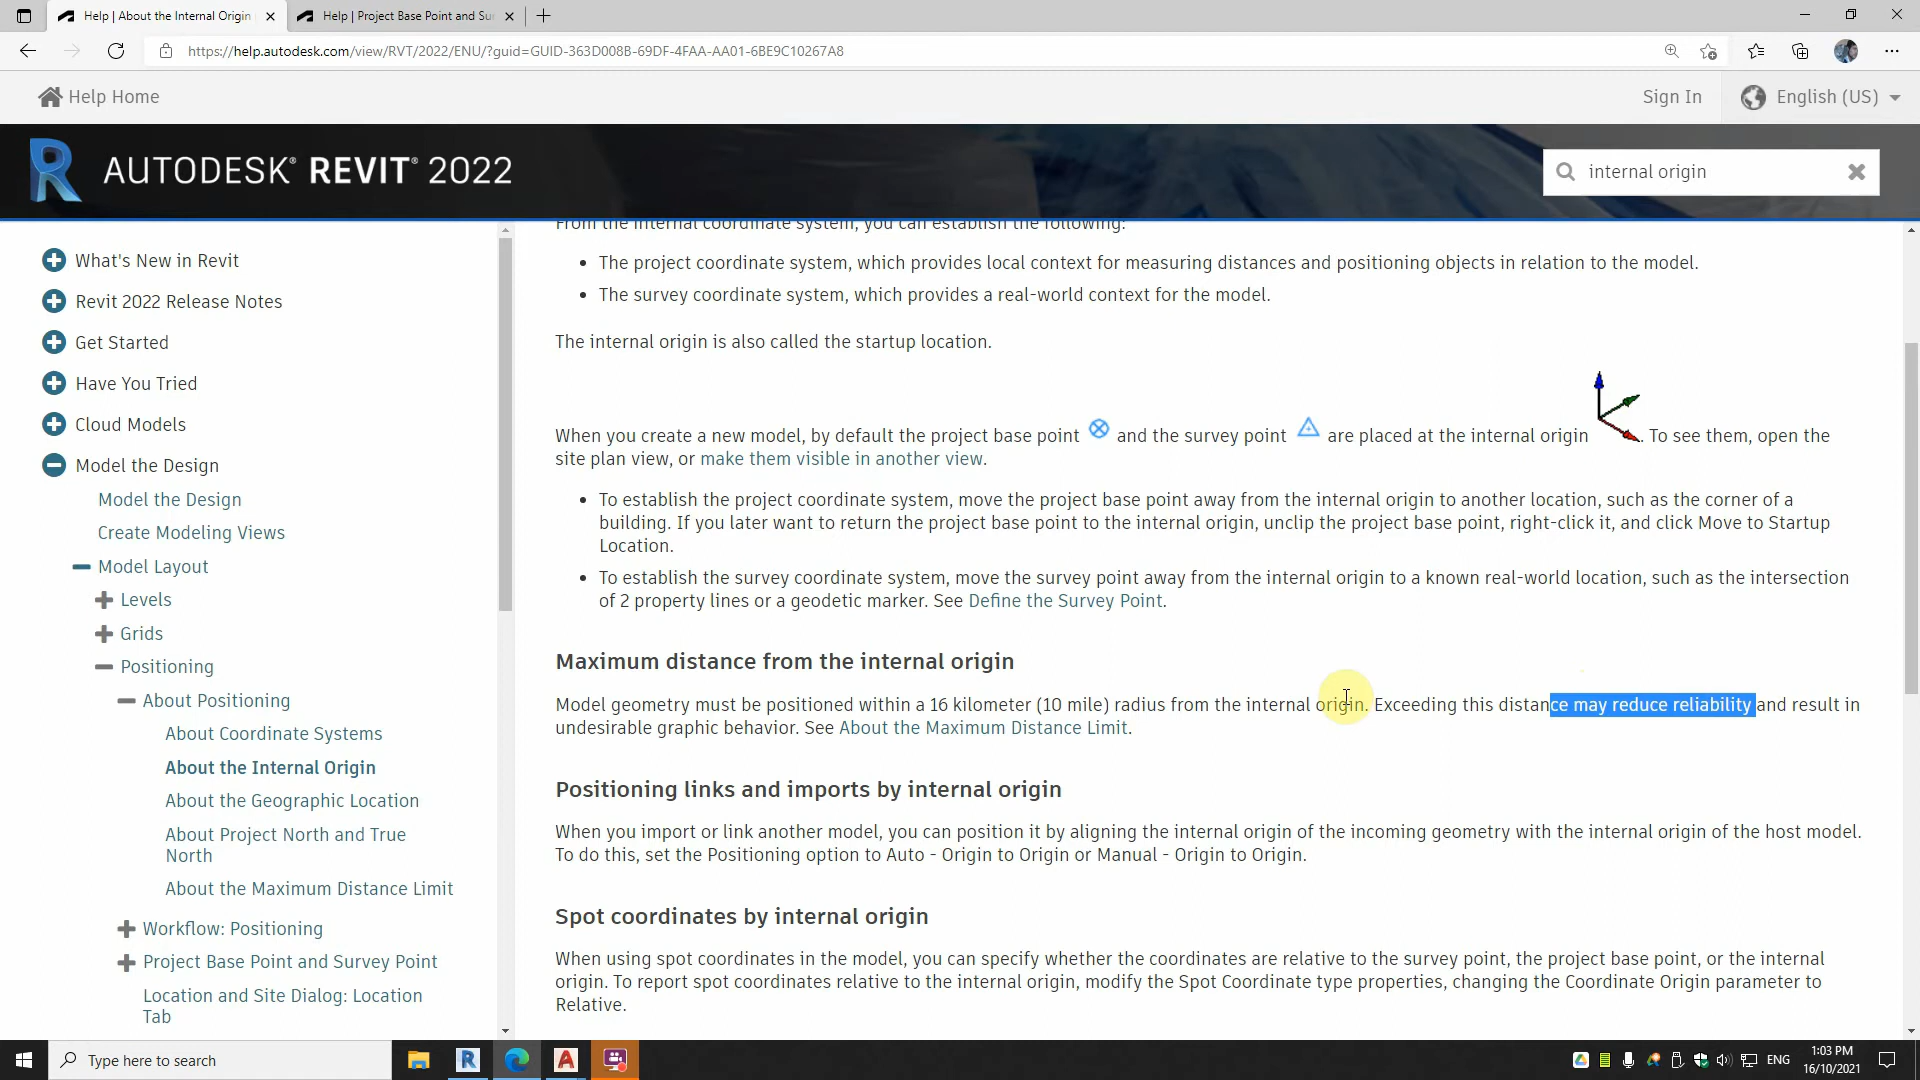 Help | About the Internal Origin
Help | Project Base Point and Su
https://help.autodesk.com/view/RVT/2022/ENU/?guid=GUID-363D008B-69DF-4FAA-AA01-6BE9C10267A8
Help Home
Sign In
English (US)
AUTODESK® REVIT® 2022
internal origin
What's New in Revit
Revit 2022 Release Notes
Get Started
Have You Tried
Cloud Models
Model the Design
Model the Design
Create Modeling Views
Model Layout
Levels
Grids
Positioning
About Positioning
About Coordinate Systems
About the Internal Origin
About the Geographic Location
About Project North and True
North
About the Maximum Distance Limit
Workflow: Positioning
Project Base Point and Survey Point
Location and Site Dialog: Location
Tab
From the internal coordinate system, you can establish the following:
• The project coordinate system, which provides local context for measuring distances and positioning objects in relation to the model.
• The survey coordinate system, which provides a real-world context for the model.
The internal origin is also called the startup location.
When you create a new model, by default the project base point and the survey point are placed at the internal origin . To see them, open the
site plan view, or make them visible in another view.
• To establish the project coordinate system, move the project base point away from the internal origin to another location, such as the corner of a
building. If you later want to return the project base point to the internal origin, unclip the project base point, right-click it, and click Move to Startup
Location.
• To establish the survey coordinate system, move the survey point away from the internal origin to a known real-world location, such as the intersection
of 2 property lines or a geodetic marker. See Define the Survey Point.
Maximum distance from the internal origin
Model geometry must be positioned within a 16 kilometer (10 mile) radius from the internal origin. Exceeding this distance may reduce reliability and result in
undesirable graphic behavior. See About the Maximum Distance Limit.
Positioning links and imports by internal origin
When you import or link another model, you can position it by aligning the internal origin of the incoming geometry with the internal origin of the host model.
To do this, set the Positioning option to Auto - Origin to Origin or Manual - Origin to Origin.
Spot coordinates by internal origin
When using spot coordinates in the model, you can specify whether the coordinates are relative to the survey point, the project base point, or the internal
origin. To report spot coordinates relative to the internal origin, modify the Spot Coordinate type properties, changing the Coordinate Origin parameter to
Relative.
Type here to search
ENG
1:03 PM
16/10/2021